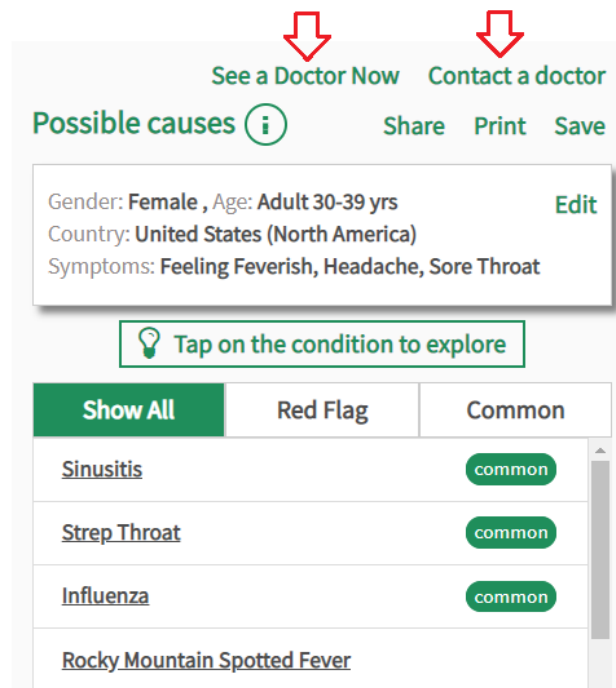 See a Doctor Now Contact a doctor
Possible causes i Share Print Save
Gender: Female , Age: Adult 30-39 yrs Edit
Country: United States (North America)
Symptoms: Feeling Feverish, Headache, Sore Throat
Tap on the condition to explore
Show All Red Flag Common
Sinusitis common
Strep Throat common
Influenza common
Rocky Mountain Spotted Fever